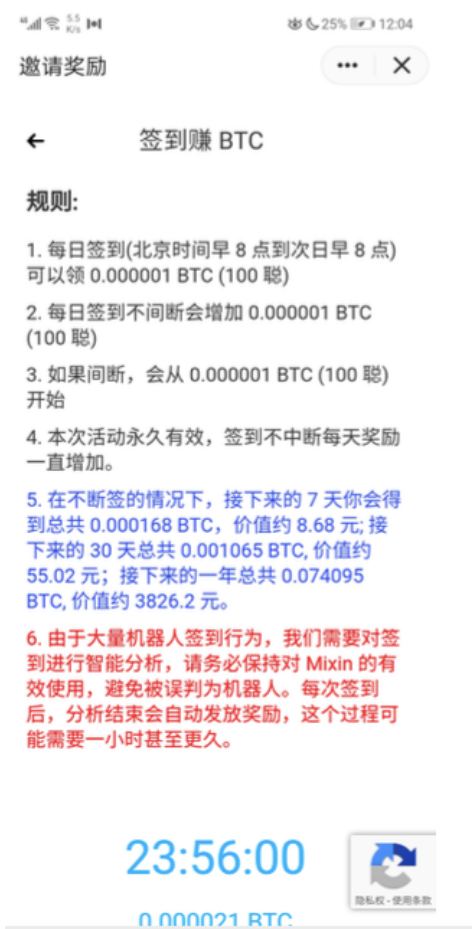 5.5
K/s
25% 12:04
邀请奖励
签到赚 BTC
规则:
1. 每日签到(北京时间早 8 点到次日早 8 点)
可以领 0.000001 BTC (100 聪)
2. 每日签到不间断会增加 0.000001 BTC
(100 聪)
3. 如果间断，会从 0.000001 BTC (100 聪)
开始
4. 本次活动永久有效，签到不中断每天奖励
一直增加。
5. 在不断签的情况下，接下来的 7 天你会得
到总共 0.000168 BTC，价值约 8.68 元; 接
下来的 30 天总共 0.001065 BTC, 价值约
55.02 元；接下来的一年总共 0.074095
BTC, 价值约 3826.2 元。
6. 由于大量机器人签到行为，我们需要对签
到进行智能分析，请务必保持对 Mixin 的有
效使用，避免被误判为机器人。每次签到
后，分析结束会自动发放奖励，这个过程可
能需要一小时甚至更久。
23:56:00
隐私权 - 使用条款
0.000021 BTC